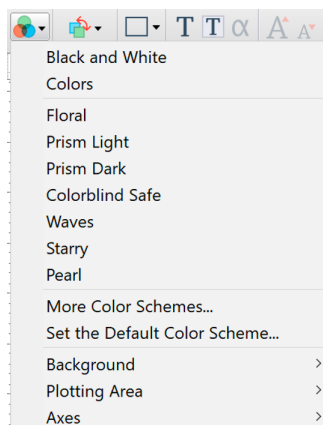 T T α A A
Black and White
Colors
Floral
Prism Light
Prism Dark
Colorblind Safe
Waves
Starry
Pearl
More Color Schemes...
Set the Default Color Scheme...
Background
Plotting Area
Axes